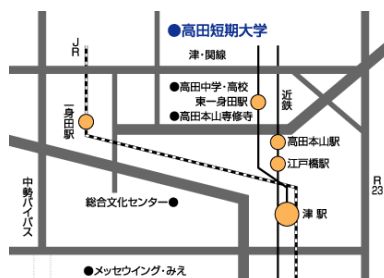 ●高田短期大学
JR
津・関線
●高田中学・高校
東一身田駅
●高田本山専修寺
近鉄
一身田駅
高田本山駅
江戸橋駅
中勢バイパス
総合文化センター●
津 駅
R23
●メッセウイング・みえ